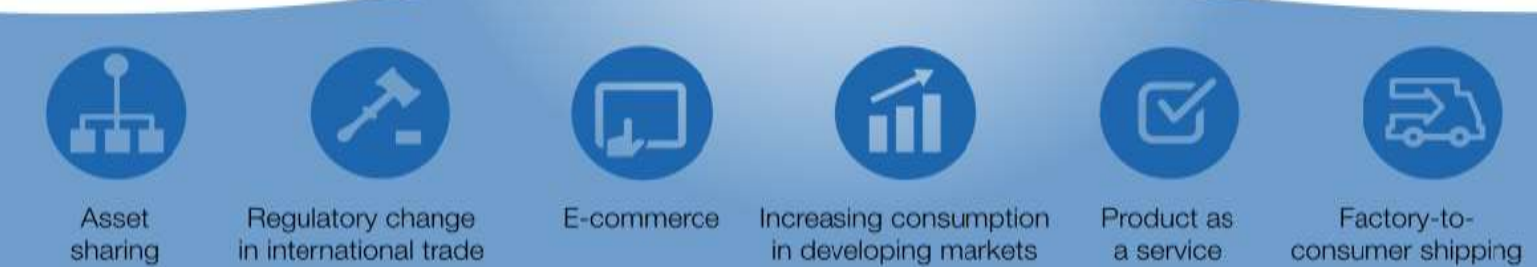 Asset
sharing
Regulatory change
in international trade
E-commerce
Increasing consumption
in developing markets
Product as
a service
Factory-to-
consumer shipping